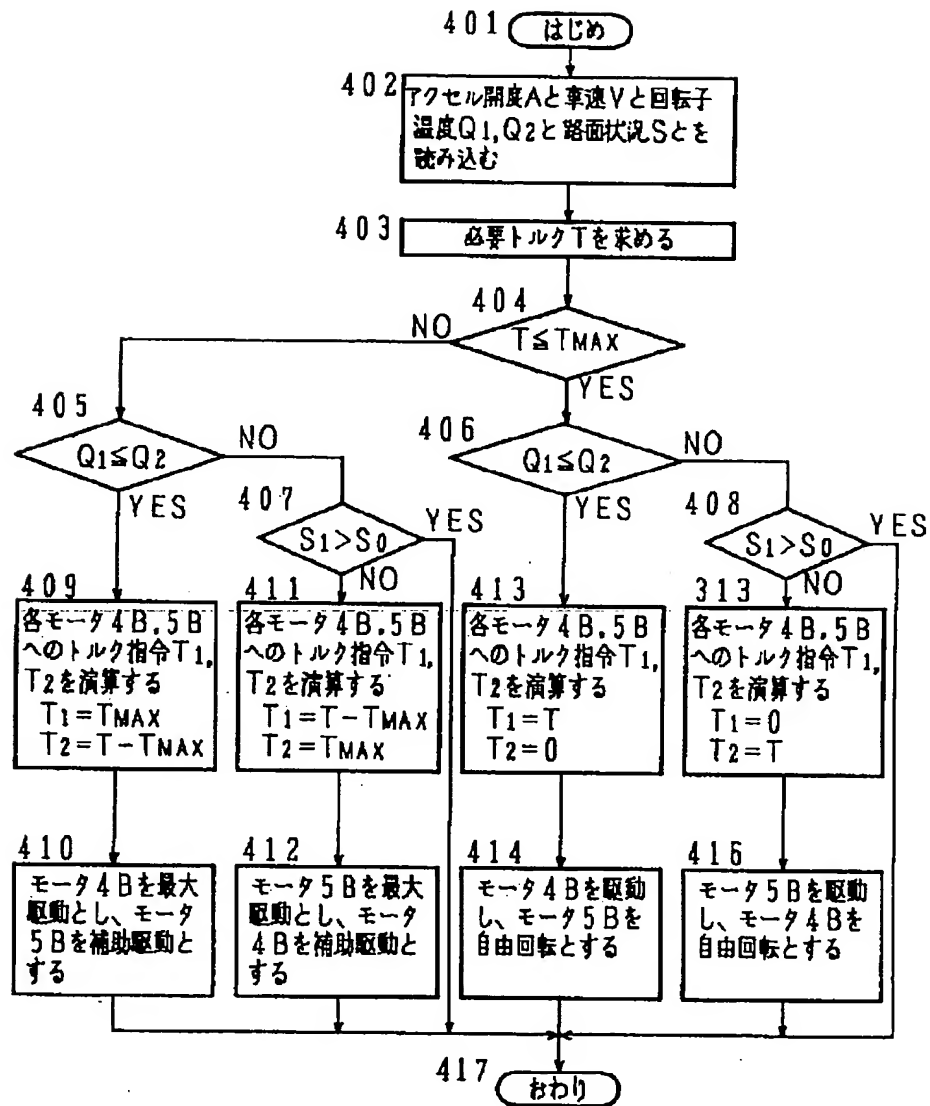 401 はじめ
402
アクセル開度Aと車速Vと回転子
温度Q1,Q2と路面状況Sとを
読み込む
403 必要トルクTを求める
404
NO
T≦TMAX
YES
405
Q1≦Q2
NO
YES
406
Q1≦Q2
NO
YES
407
S1>S0
YES
NO
408
S1>S0
YES
NO
409
各モータ4B,5B
へのトルク指令T1,
T2を演算する
T1=TMAX
T2=T-TMAX
411
各モータ4B,5B
へのトルク指令T1,
T2を演算する
T1=T-TMAX
T2=TMAX
413
各モータ4B,5B
へのトルク指令T1,
T2を演算する
T1=T
T2=0
313
各モータ4B,5B
へのトルク指令T1,
T2を演算する
T1=0
T2=T
410
モータ4Bを最大
駆動とし、モータ
5Bを補助駆動と
する
412
モータ5Bを最大
駆動とし、モータ
4Bを補助駆動と
する
414
モータ4Bを駆動
し、モータ5Bを
自由回転とする
416
モータ5Bを駆動
し、モータ4Bを
自由回転とする
417 おわり